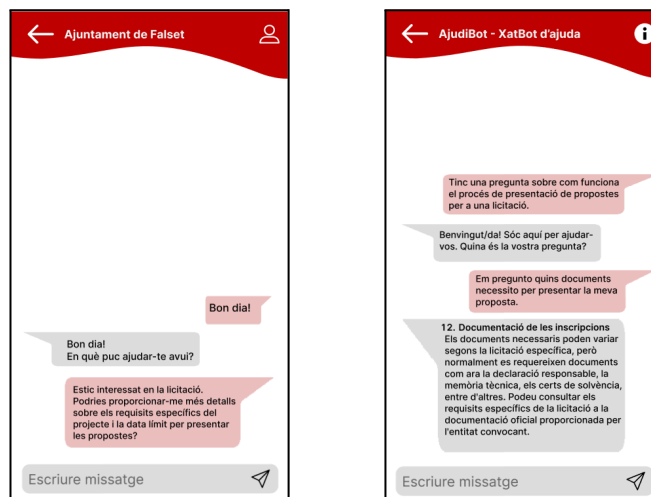 Ajuntament de Falset
Bon dia!
Bon dia!
En què puc ajudar-te avui?
Estic interessat en la licitació.
Podries proporcionar-me més detalls
sobre els requisits específics del
projecte i la data límit per presentar
les propostes?
Escriure missatge
AjudiBot - XatBot d'ajuda
Tinc una pregunta sobre com funciona
el procés de presentació de propostes
per a una licitació.
Benvingut/da! Sóc aquí per ajudar-
vos. Quina és la vostra pregunta?
Em pregunto quins documents
necessito per presentar la meva
proposta.
12. Documentació de les inscripcions
Els documents necessaris poden variar
segons la licitació específica, però
normalment es requereixen documents
com ara la declaració responsable, la
memòria tècnica, els certs de solvència,
entre d'altres. Podeu consultar els
requisits específics de la licitació a la
documentació oficial proporcionada per
l'entitat convocant.
Escriure missatge